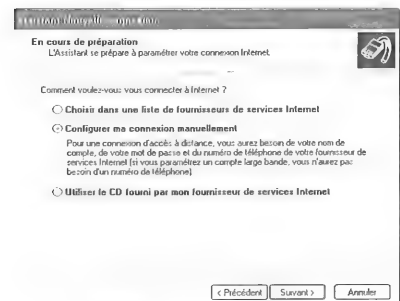 Assistant Nouvelle connexion
En cours de préparation
L'Assistant se prépare à paramétrer votre connexion Internet.
Comment voulez-vous vous connecter à Internet ?
Choisir dans une liste de fournisseurs de services Internet
Configurer ma connexion manuellement
Pour une connexion d'accès à distance, vous aurez besoin de votre nom de
compte, de votre mot de passe et du numéro de téléphone de votre fournisseur de
services Internet (si vous paramétrez un compte large bande, vous n'aurez pas
besoin d'un numéro de téléphone)
Utiliser le CD fourni par mon fournisseur de services Internet
< Précédent Suivant > Annuler